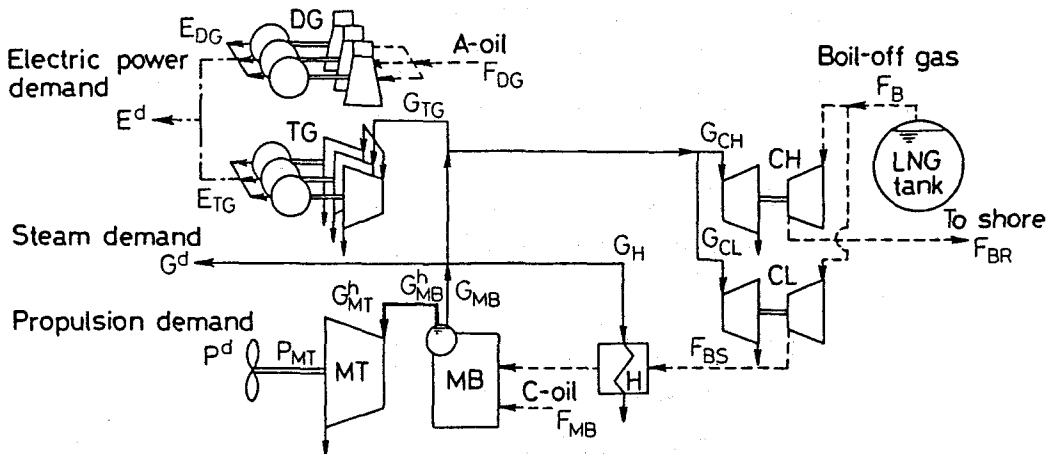 DG
E_DG
A-oil
F_DG
Electric power
demand
E^d
G_TG
TG
E_TG
Boil-off gas
F_B
G_CH
CH
LNG
tank
To shore
F_BR
Steam demand
G^d
G_H
G_CL
CL
G^h_MT
G^h_MB
G_MB
Propulsion demand
P^d
P_MT
MT
MB
H
F_BS
C-oil
F_MB